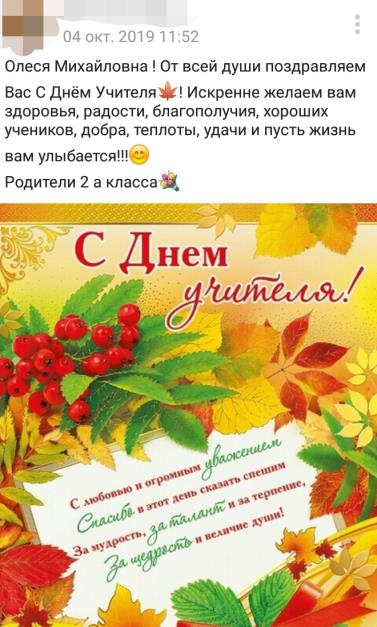 04 окт. 2019 11:52
Олеся Михайловна ! От всей души поздравляем
Вас С Днём Учителя🍁! Искренне желаем вам
здоровья, радости, благополучия, хороших
учеников, добра, теплоты, удачи и пусть жизнь
вам улыбается!!!😊
Родители 2 а класса💐
С Днем
учителя!
С любовью и огромным уважением
Спасибо в этот день сказать спешим
За мудрость, за талант и за терпение,
За щедрость и величие души!